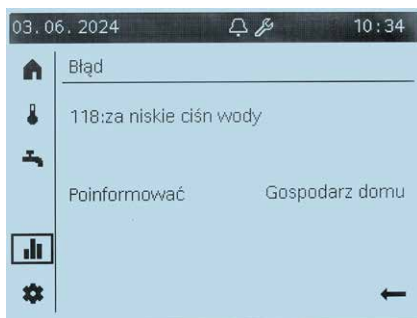 03.06.2024 10:34
Błąd
118:za niskie ciśn wody
Poinformować Gospodarz domu